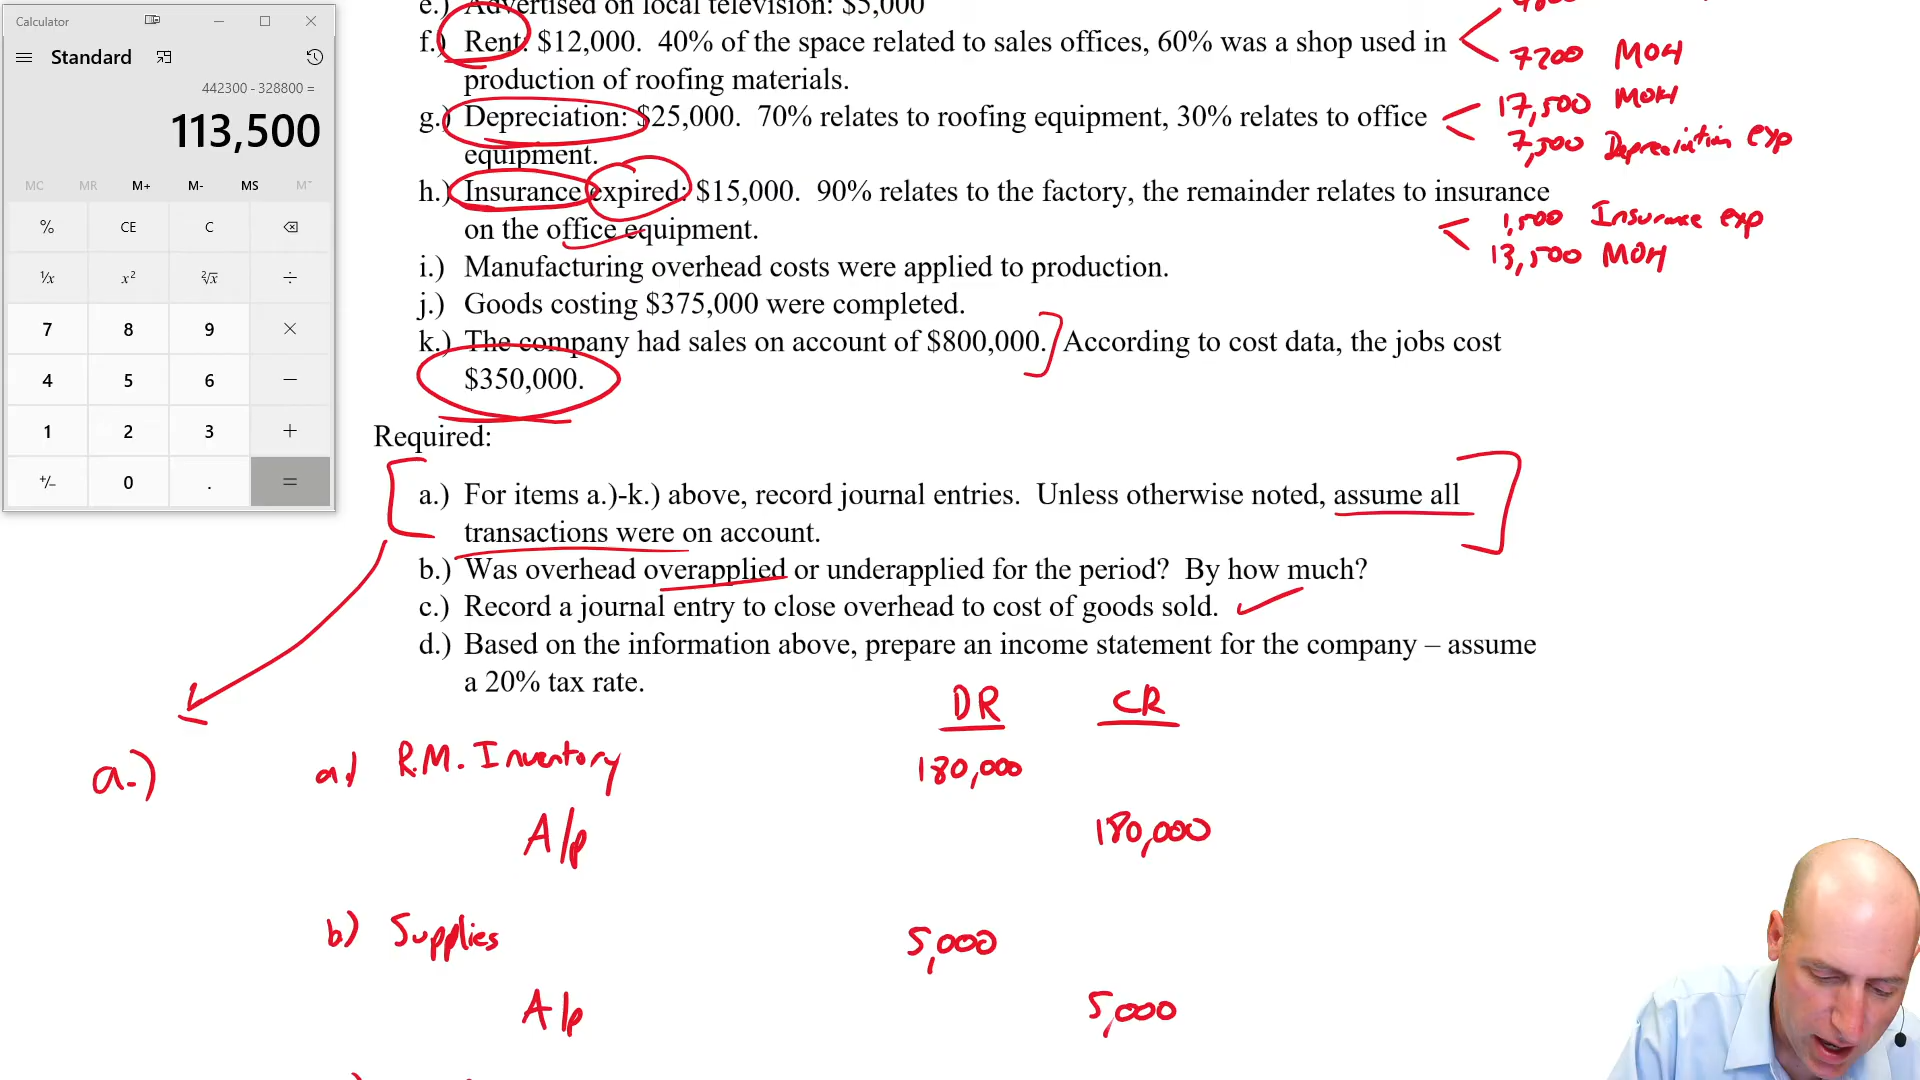 Calculator
Standard
442300 - 328800 =
113,500
MC MR M+ M- MS M˅
% CE C
¹/x x² ²√x ÷
7 8 9 ×
4 5 6 −
1 2 3 +
+/− 0 . =
e.) Advertised on local television: $5,000
f.) Rent: $12,000. 40% of the space related to sales offices, 60% was a shop used in
production of roofing materials.
7200 MOH
g.) Depreciation: $25,000. 70% relates to roofing equipment, 30% relates to office
equipment.
17,500 MOH
7,500 Depreciation exp
h.) Insurance expired: $15,000. 90% relates to the factory, the remainder relates to insurance
on the office equipment.
1,500 Insurance exp
13,500 MOH
i.) Manufacturing overhead costs were applied to production.
j.) Goods costing $375,000 were completed.
k.) The company had sales on account of $800,000. According to cost data, the jobs cost
$350,000.
Required:
a.) For items a.)-k.) above, record journal entries. Unless otherwise noted, assume all
transactions were on account.
b.) Was overhead overapplied or underapplied for the period? By how much?
c.) Record a journal entry to close overhead to cost of goods sold.
d.) Based on the information above, prepare an income statement for the company – assume
a 20% tax rate.
DR CR
a.) a.) R.M. Inventory 180,000
A/p 180,000
b) Supplies 5,000
A/p 5,000